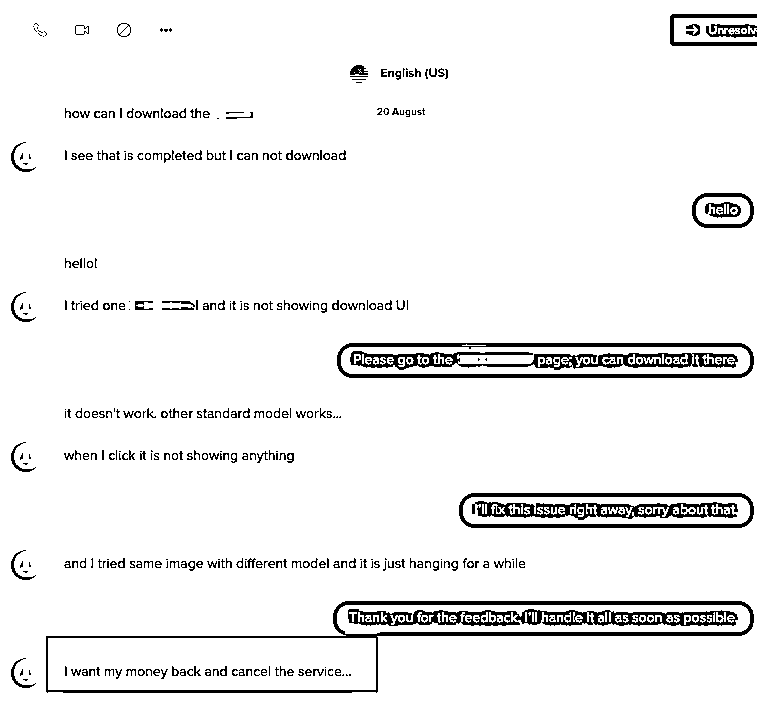 Unresolv
English (US)
how can I download the
20 August
I see that is completed but I can not download
hello
hello!
I tried one and it is not showing download UI
Please go to the page, you can download it there
it doesn't work. other standard model works...
when I click it is not showing anything
I'll fix this issue right away, sorry about that.
and I tried same image with different model and it is just hanging for a while
Thank you for the feedback, I'll handle it all as soon as possible.
I want my money back and cancel the service...